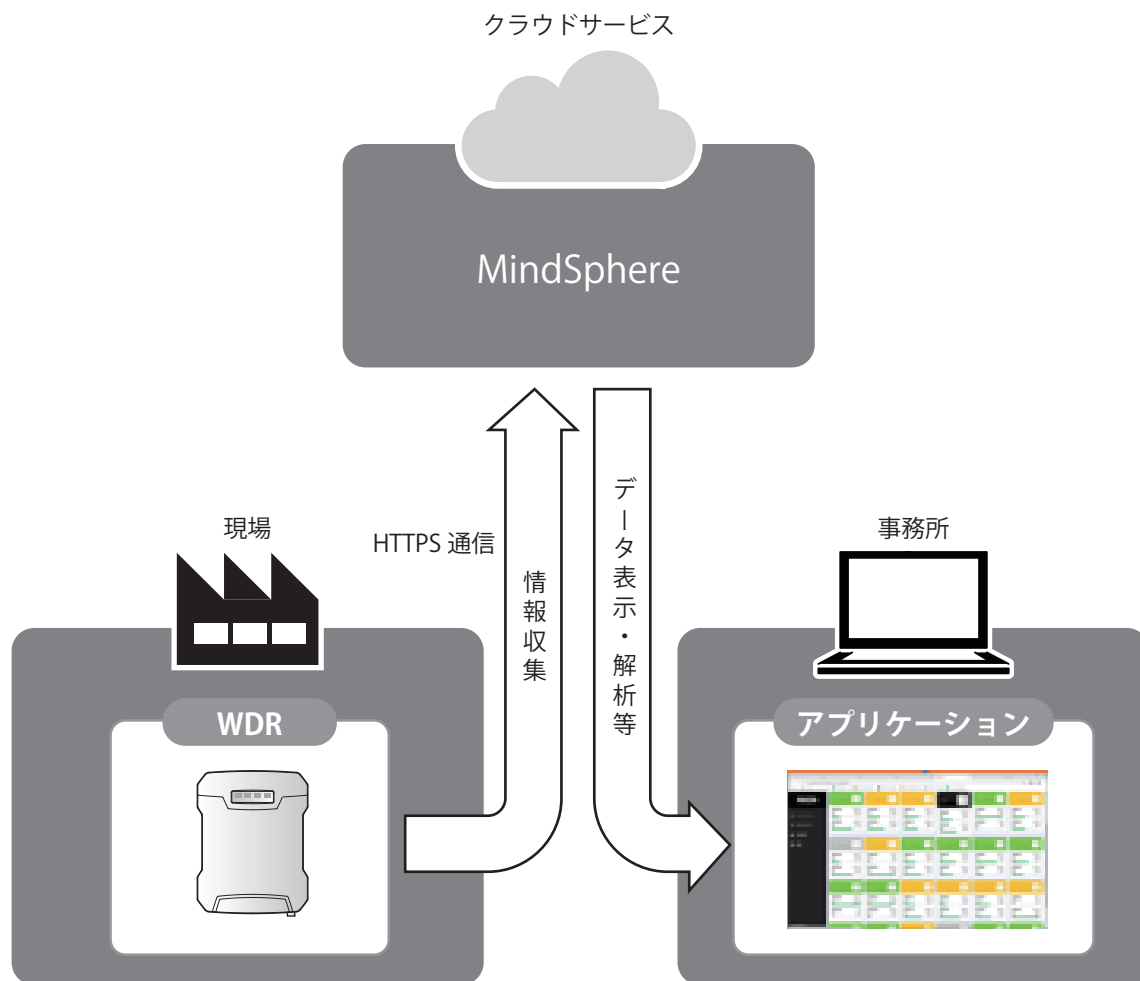 クラウドサービス
MindSphere
現場
HTTPS 通信
情報収集
データ表示・解析等
事務所
WDR
アプリケーション